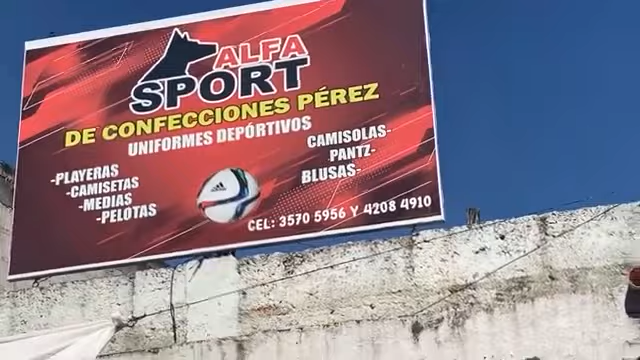 ALFA
SPORT
DE CONFECCIONES PÉREZ
UNIFORMES DEPÓRTIVOS
-PLAYERAS
-CAMISETAS
-MEDIAS
-PELOTAS
CAMISOLAS-
PANTZ-
BLUSAS-
CEL: 3570 5956 Y 4208 4910